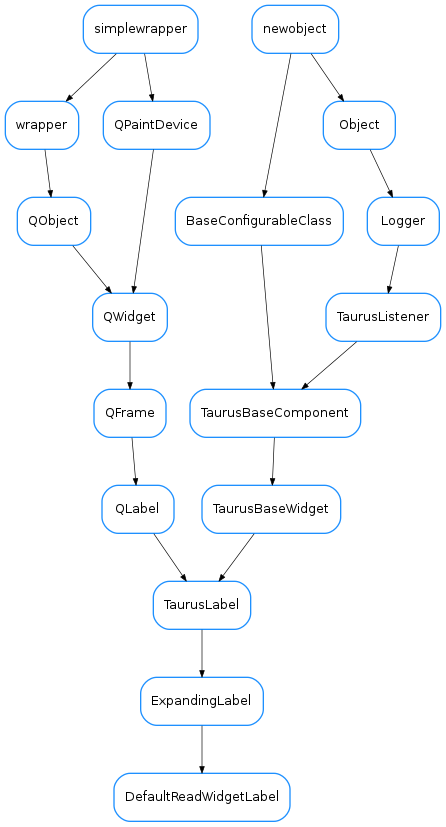 simplewrapper
newobject
wrapper
QPaintDevice
Object
QObject
BaseConfigurableClass
Logger
QWidget
TaurusListener
QFrame
TaurusBaseComponent
QLabel
TaurusBaseWidget
TaurusLabel
ExpandingLabel
DefaultReadWidgetLabel